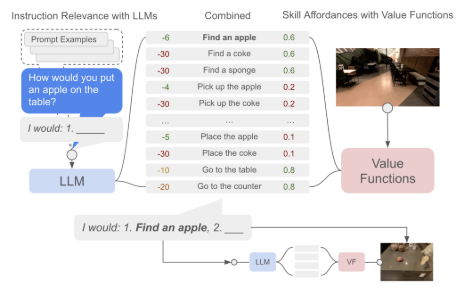 Instruction Relevance with LLMs
Combined
Skill Affordances with Value Functions
Prompt Examples
How would you put
an apple on the
table?
I would: 1. _____
LLM
-6 Find an apple 0.6
-30 Find a coke 0.6
-30 Find a sponge 0.6
-4 Pick up the apple 0.2
-30 Pick up the coke 0.2
... ... ...
-5 Place the apple 0.1
-30 Place the coke 0.1
-10 Go to the table 0.8
-20 Go to the counter 0.8
Value
Functions
I would: 1. Find an apple, 2. ___
LLM
VF